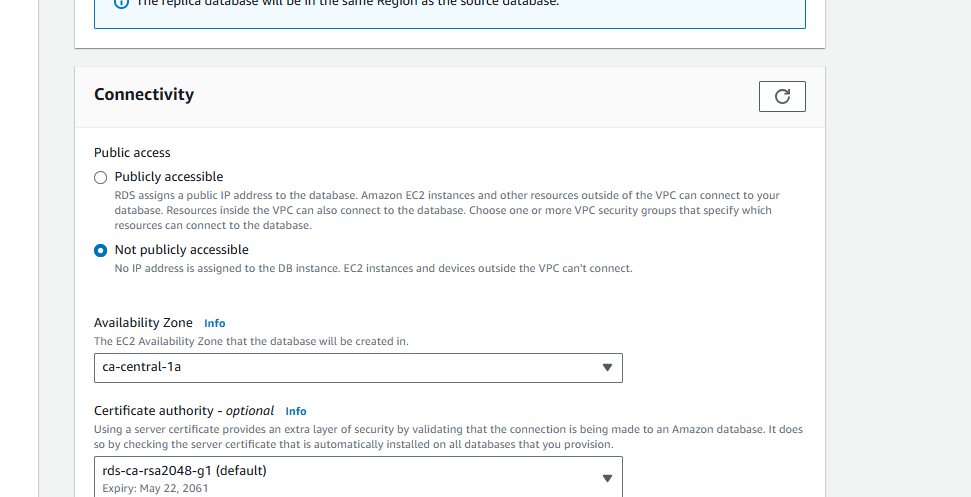 The replica database will be in the same Region as the source database.
Connectivity
Public access
Publicly accessible
RDS assigns a public IP address to the database. Amazon EC2 instances and other resources outside of the VPC can connect to your
database. Resources inside the VPC can also connect to the database. Choose one or more VPC security groups that specify which
resources can connect to the database.
Not publicly accessible
No IP address is assigned to the DB instance. EC2 instances and devices outside the VPC can't connect.
Availability Zone Info
The EC2 Availability Zone that the database will be created in.
ca-central-1a
Certificate authority - optional Info
Using a server certificate provides an extra layer of security by validating that the connection is being made to an Amazon database. It does
so by checking the server certificate that is automatically installed on all databases that you provision.
rds-ca-rsa2048-g1 (default)
Expiry: May 22, 2061